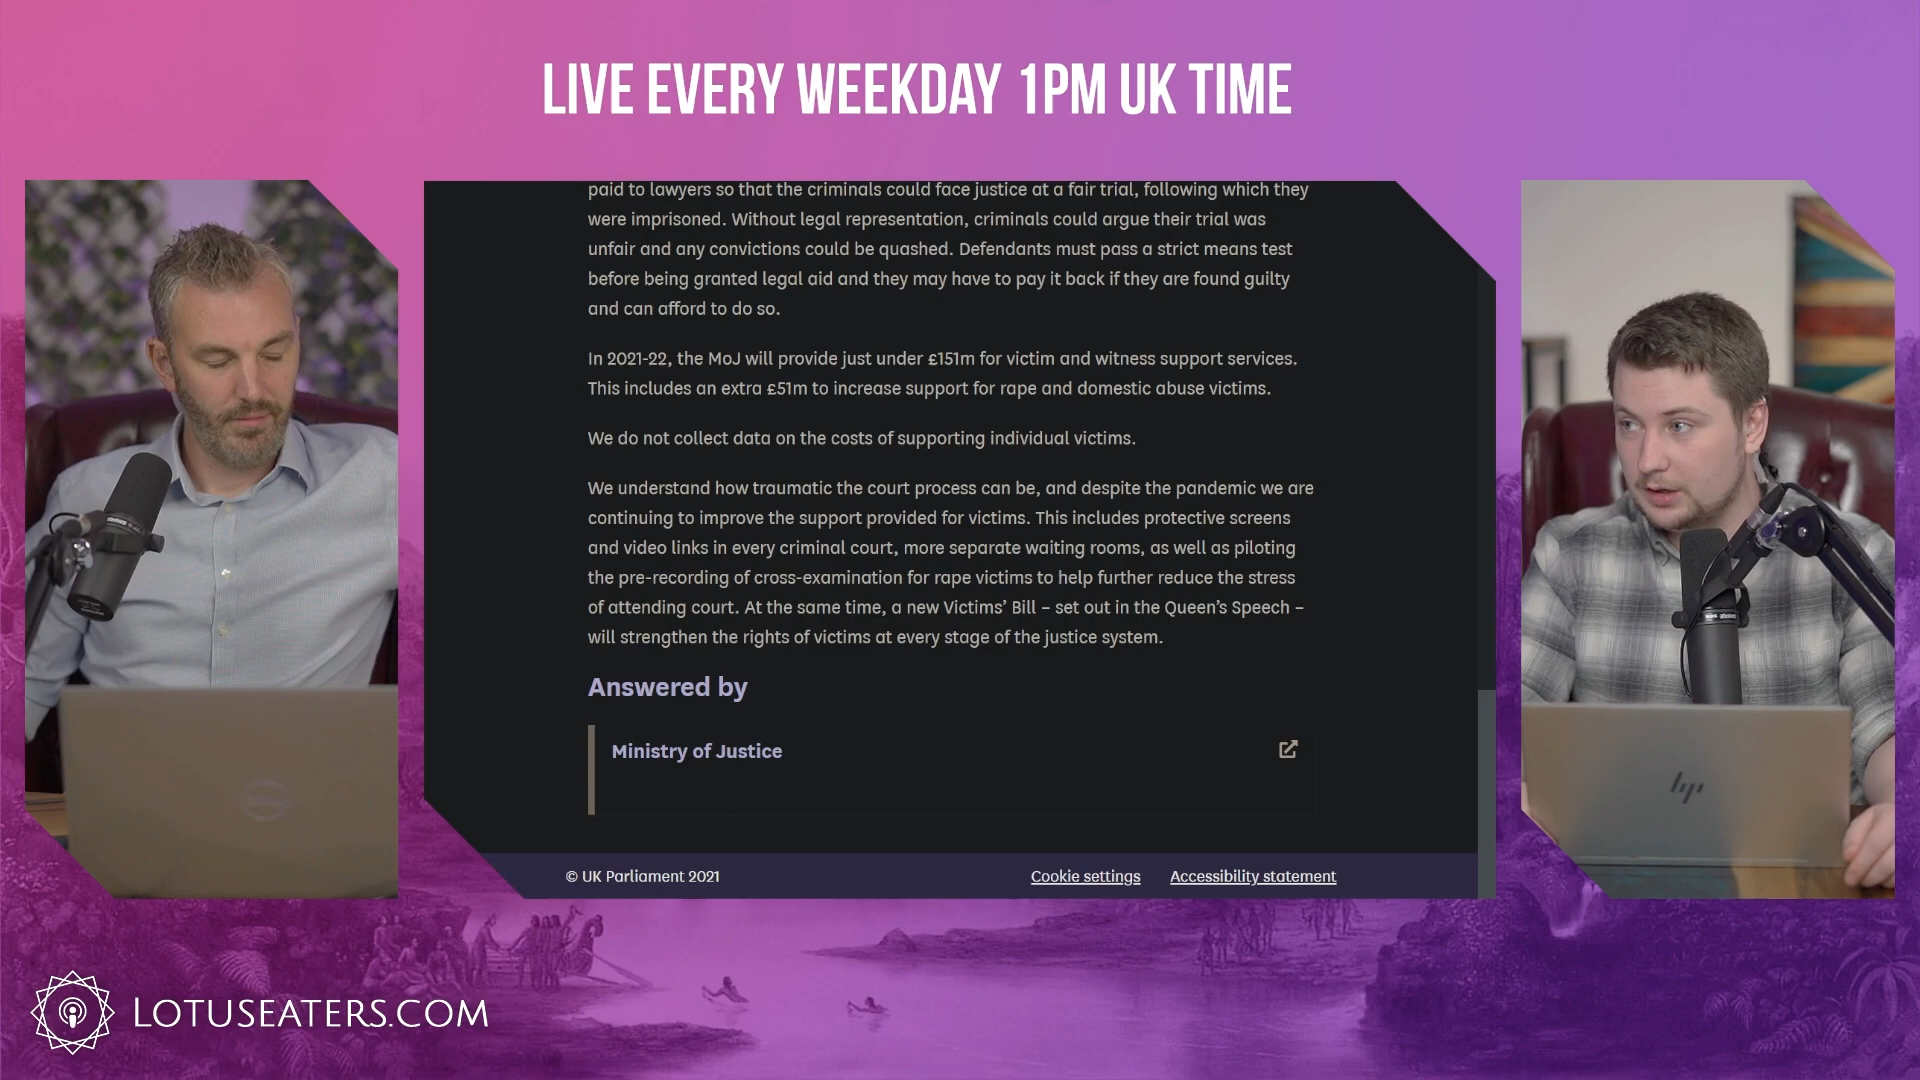 LIVE EVERY WEEKDAY 1PM UK TIME
paid to lawyers so that the criminals could face justice at a fair trial, following which they
were imprisoned. Without legal representation, criminals could argue their trial was
unfair and any convictions could be quashed. Defendants must pass a strict means test
before being granted legal aid and they may have to pay it back if they are found guilty
and can afford to do so.
In 2021-22, the MoJ will provide just under £151m for victim and witness support services.
This includes an extra £51m to increase support for rape and domestic abuse victims.
We do not collect data on the costs of supporting individual victims.
We understand how traumatic the court process can be, and despite the pandemic we are
continuing to improve the support provided for victims. This includes protective screens
and video links in every criminal court, more separate waiting rooms, as well as piloting
the pre-recording of cross-examination for rape victims to help further reduce the stress
of attending court. At the same time, a new Victims’ Bill – set out in the Queen’s Speech –
will strengthen the rights of victims at every stage of the justice system.
Answered by
Ministry of Justice
© UK Parliament 2021
Cookie settings
Accessibility statement
hp
LOTUSEATERS.COM